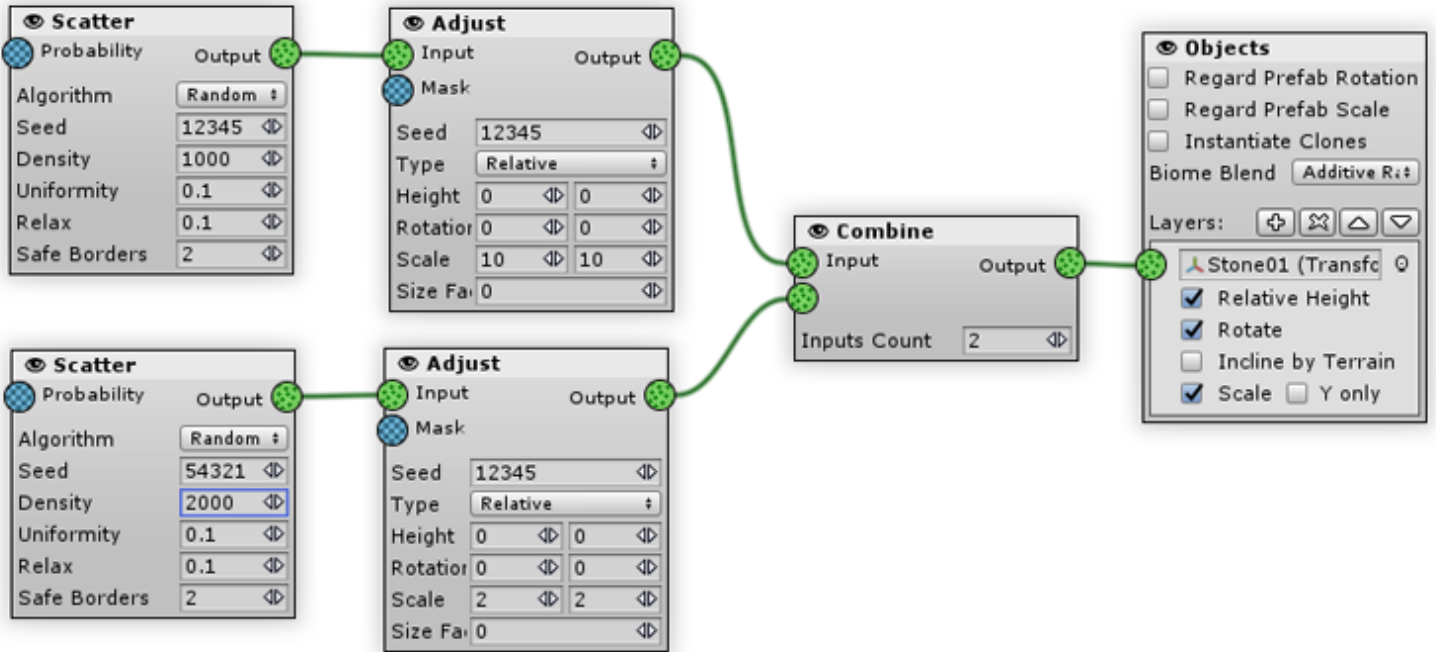 Scatter
Probability Output
Algorithm Random
Seed 12345
Density 1000
Uniformity 0.1
Relax 0.1
Safe Borders 2
Adjust
Input Output
Mask
Seed 12345
Type Relative
Height 0 0
Rotation 0 0
Scale 10 10
Size Fa 0
Scatter
Probability Output
Algorithm Random
Seed 54321
Density 2000
Uniformity 0.1
Relax 0.1
Safe Borders 2
Adjust
Input Output
Mask
Seed 12345
Type Relative
Height 0 0
Rotation 0 0
Scale 2 2
Size Fa 0
Combine
Input Output
Inputs Count 2
Objects
Regard Prefab Rotation
Regard Prefab Scale
Instantiate Clones
Biome Blend Additive Ra
Layers:
Stone01 (Transfo
Relative Height
Rotate
Incline by Terrain
Scale Y only